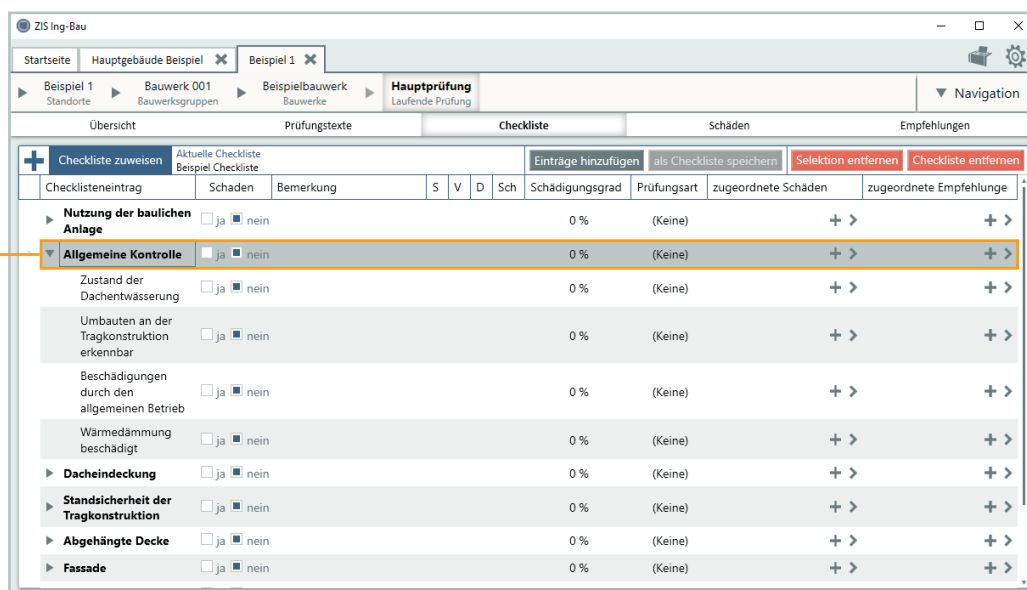 ZIS Ing-Bau
Startseite Hauptgebäude Beispiel Beispiel 1
Beispiel 1 Bauwerk 001 Beispielbauwerk Hauptprüfung
Standorte Bauwerksgruppen Bauwerke Laufende Prüfung
Navigation
Übersicht Prüfungstexte Checkliste Schäden Empfehlungen
Checkliste zuweisen
Aktuelle Checkliste
Beispiel Checkliste
Einträge hinzufügen als Checkliste speichern Selektion entfernen Checkliste entfernen
Checklisteneintrag Schaden Bemerkung S V D Sch Schädigungsgrad Prüfungsart zugeordnete Schäden zugeordnete Empfehlunge
Nutzung der baulichen
Anlage
ja nein 0 % (Keine)
Allgemeine Kontrolle ja nein 0 % (Keine)
Zustand der
Dachentwässerung
ja nein 0 % (Keine)
Umbauten an der
Tragkonstruktion
erkennbar
ja nein 0 % (Keine)
Beschädigungen
durch den
allgemeinen Betrieb
ja nein 0 % (Keine)
Wärmedämmung
beschädigt
ja nein 0 % (Keine)
Dacheindeckung ja nein 0 % (Keine)
Standsicherheit der
Tragkonstruktion
ja nein 0 % (Keine)
Abgehängte Decke ja nein 0 % (Keine)
Fassade ja nein 0 % (Keine)